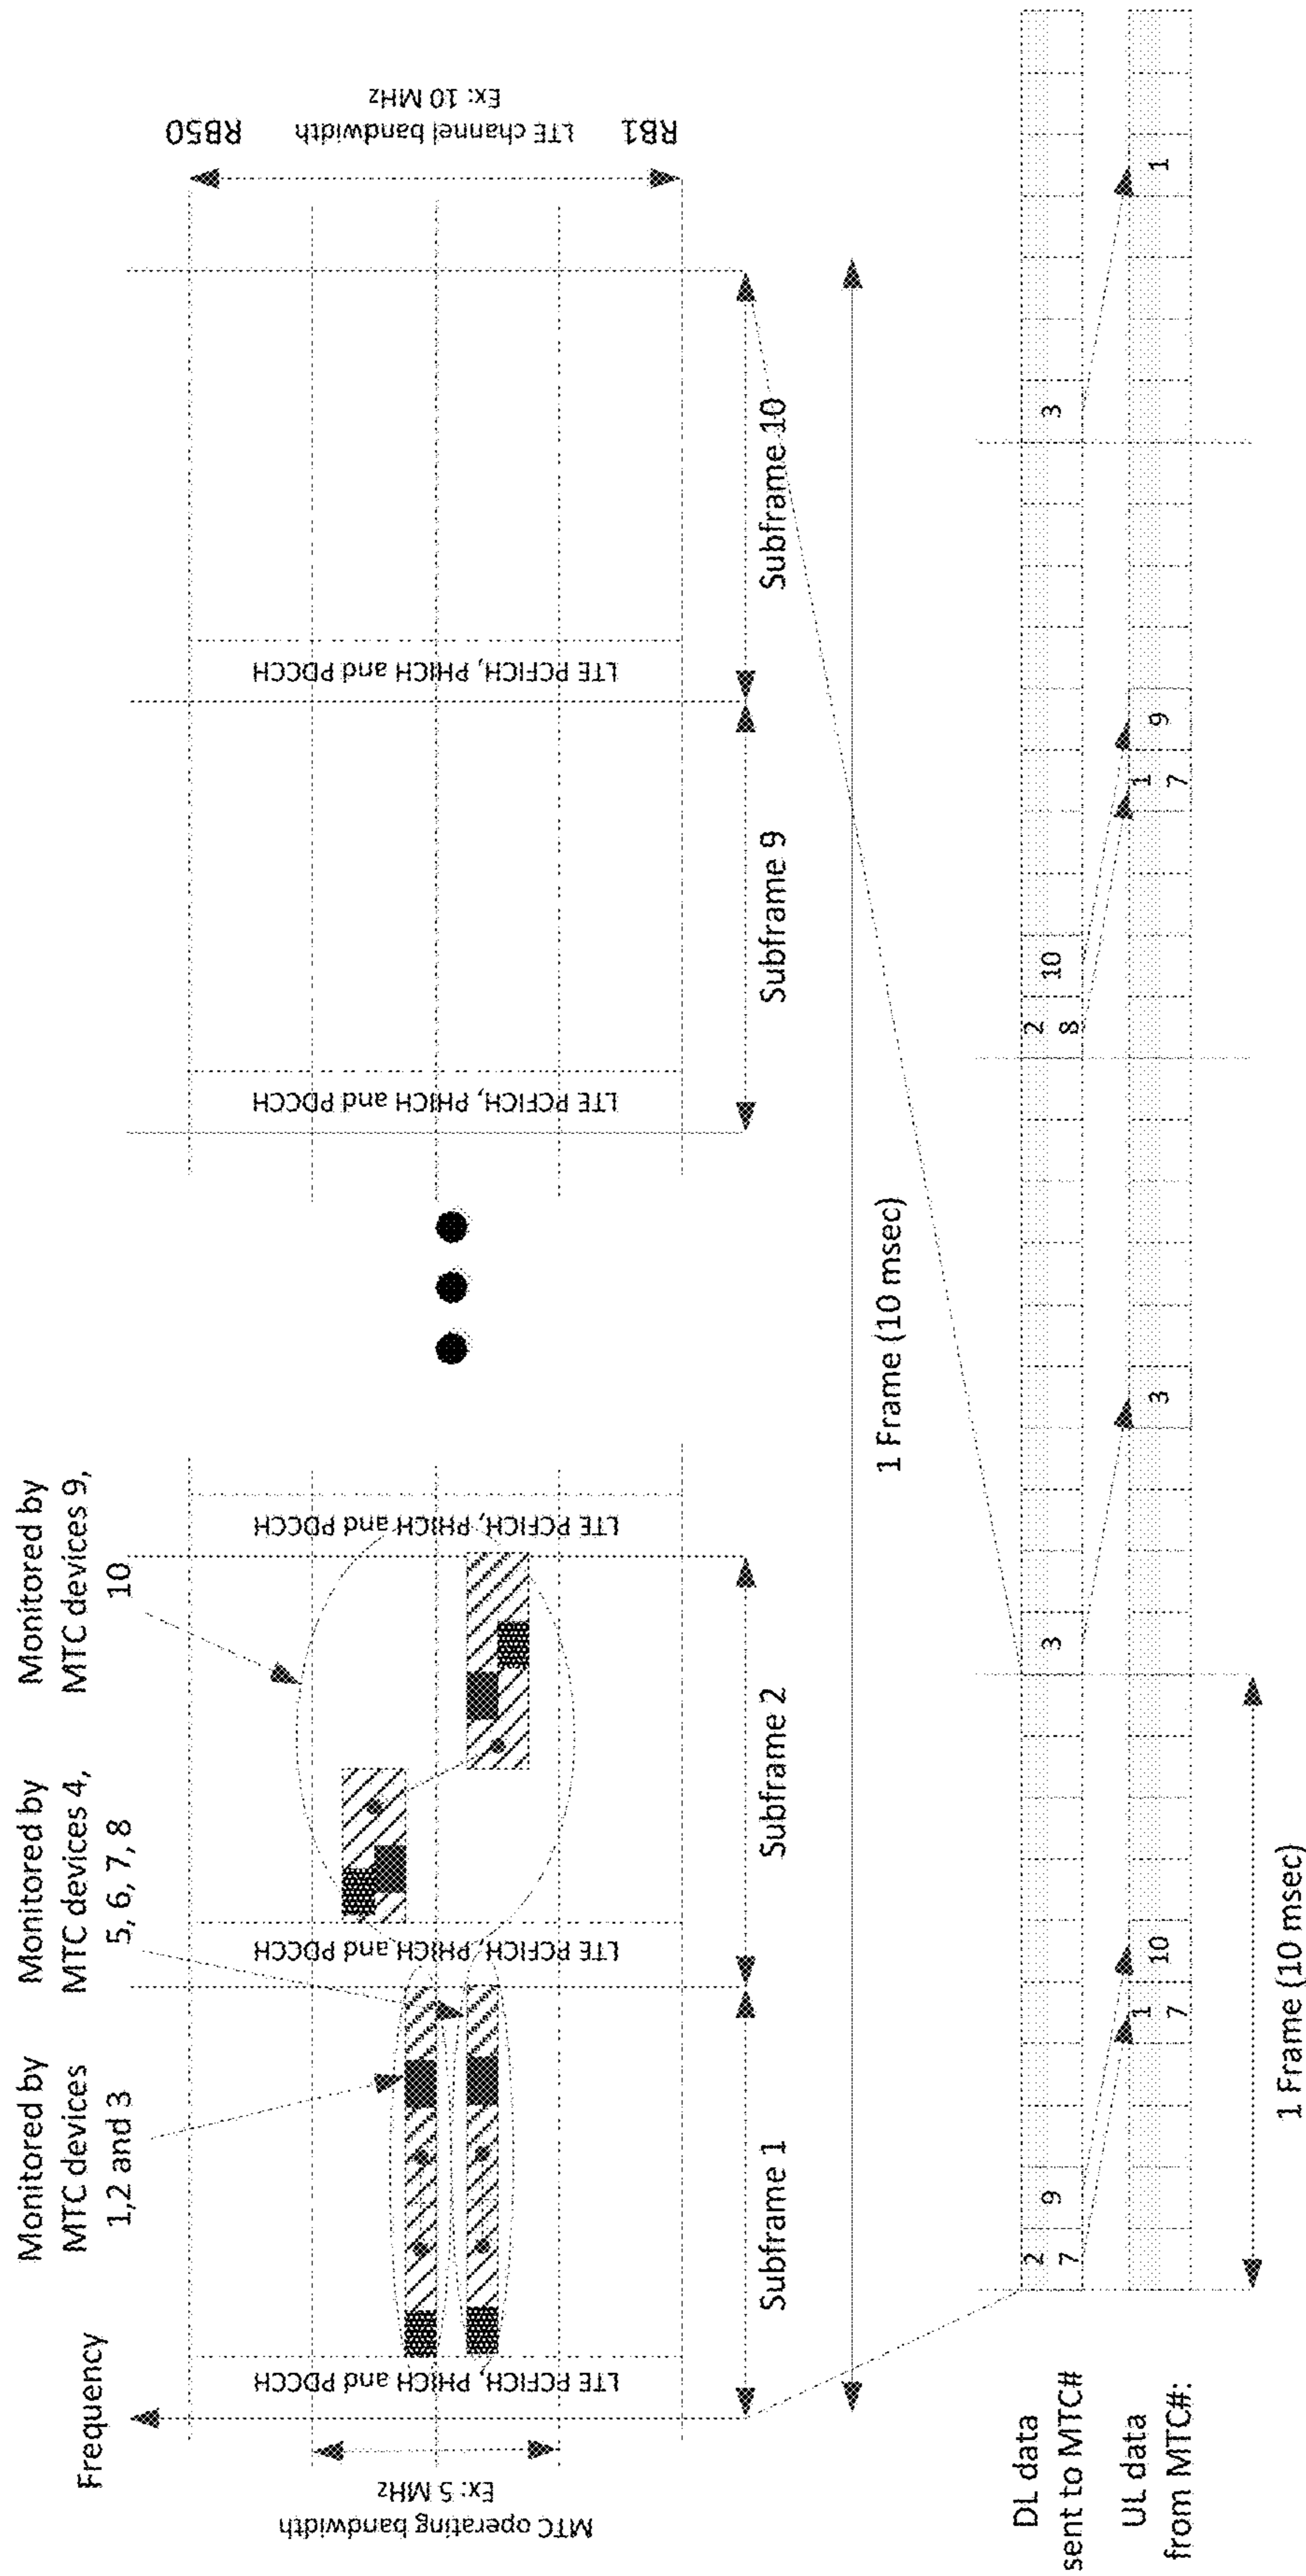 Frequency
Monitored by
MTC devices
1,2 and 3
Monitored by
MTC devices 4,
5, 6, 7, 8
Monitored by
MTC devices 9,
10
RB50
LTE channel bandwidth
Ex: 10 MHz
RB1
MTC operating bandwidth
Ex: 5 MHz
LTE PCFICH, PHICH and PDCCH
LTE PCFICH, PHICH and PDCCH
LTE PCFICH, PHICH and PDCCH
LTE PCFICH, PHICH and PDCCH
LTE PCFICH, PHICH and PDCCH
Subframe 1
Subframe 2
Subframe 9
Subframe 10
1 Frame (10 msec)
DL data
sent to MTC#
2
7
9
3
2
8
10
3
UL data
from MTC#:
1
7
10
3
1
7
9
1
1 Frame (10 msec)